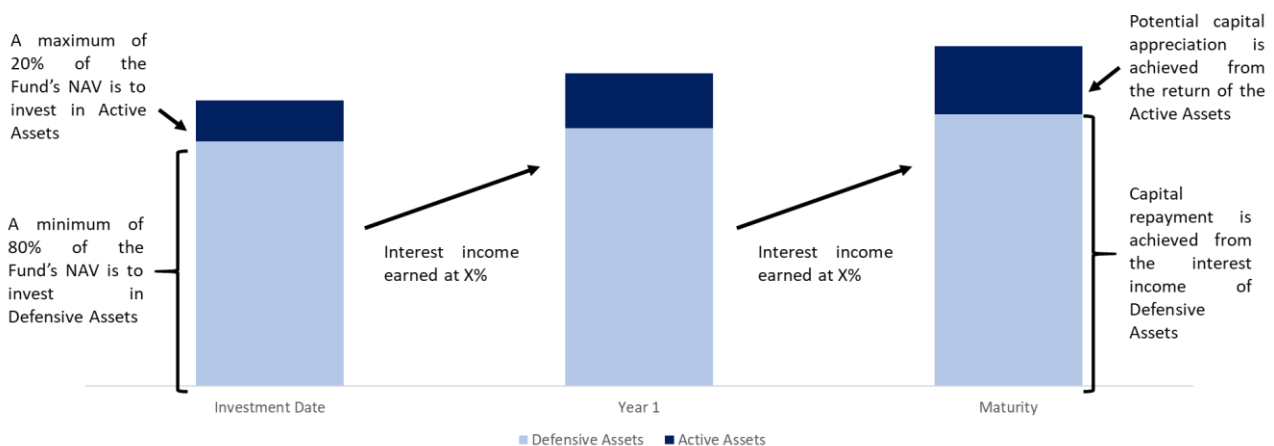 A maximum of
20% of the
Fund's NAV is to
invest in Active
Assets
A minimum of
80% of the
Fund's NAV is to
invest in
Defensive Assets
Interest income
earned at X%
Interest income
earned at X%
Potential capital
appreciation is
achieved from
the return of the
Active Assets
Capital
repayment is
achieved from
the interest
income of
Defensive
Assets
Investment Date
Year 1
Maturity
Defensive Assets
Active Assets